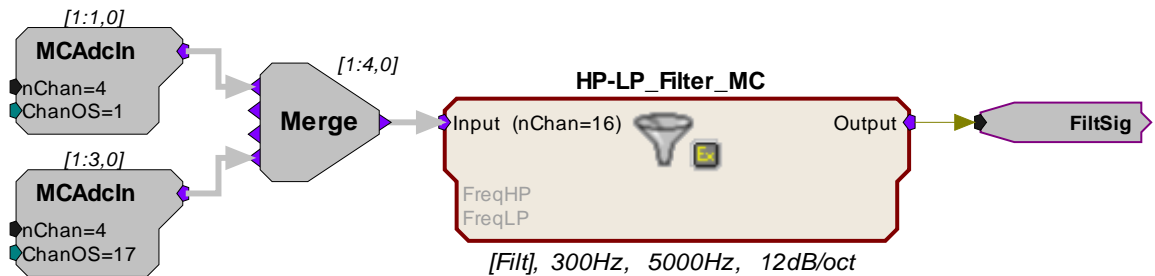 [1:1,0]
MCAdcIn
nChan=4
ChanOS=1
[1:3,0]
MCAdcIn
nChan=4
ChanOS=17
[1:4,0]
Merge
HP-LP_Filter_MC
Input (nChan=16)
Output
Ex
FreqHP
FreqLP
[Filt], 300Hz, 5000Hz, 12dB/oct
FiltSig